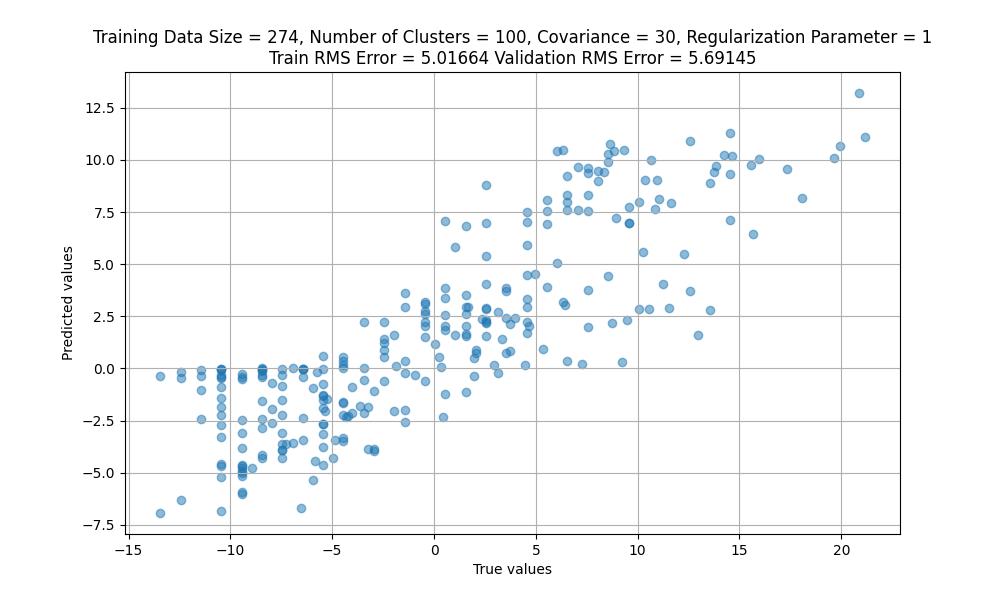 Training Data Size = 274, Number of Clusters = 100, Covariance = 30, Regularization Parameter = 1
Train RMS Error = 5.01664 Validation RMS Error = 5.69145
12.5
10.0
7.5
5.0
2.5
0.0
−2.5
−5.0
−7.5
Predicted values
−15 −10 −5 0 5 10 15 20
True values